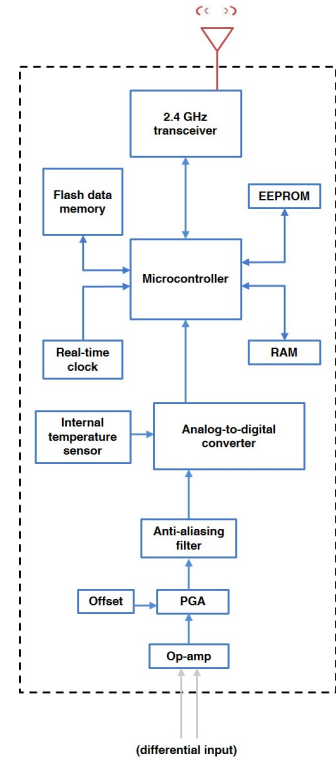 2.4 GHz
transceiver
Flash data
memory
EEPROM
Microcontroller
Real-time
clock
RAM
Internal
temperature
sensor
Analog-to-digital
converter
Anti-aliasing
filter
Offset
PGA
Op-amp
(differential input)